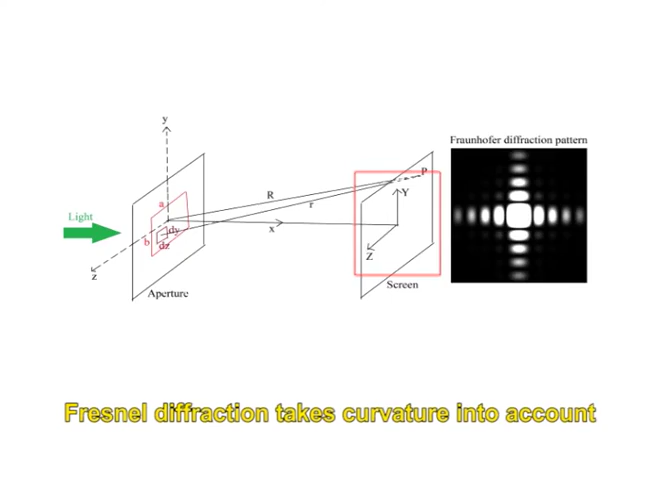 y
Fraunhofer diffraction pattern
P
a
R
Y
r
Light
dy
x
b
dz
Z
z
Screen
Aperture
Fresnel diffraction takes curvature into account